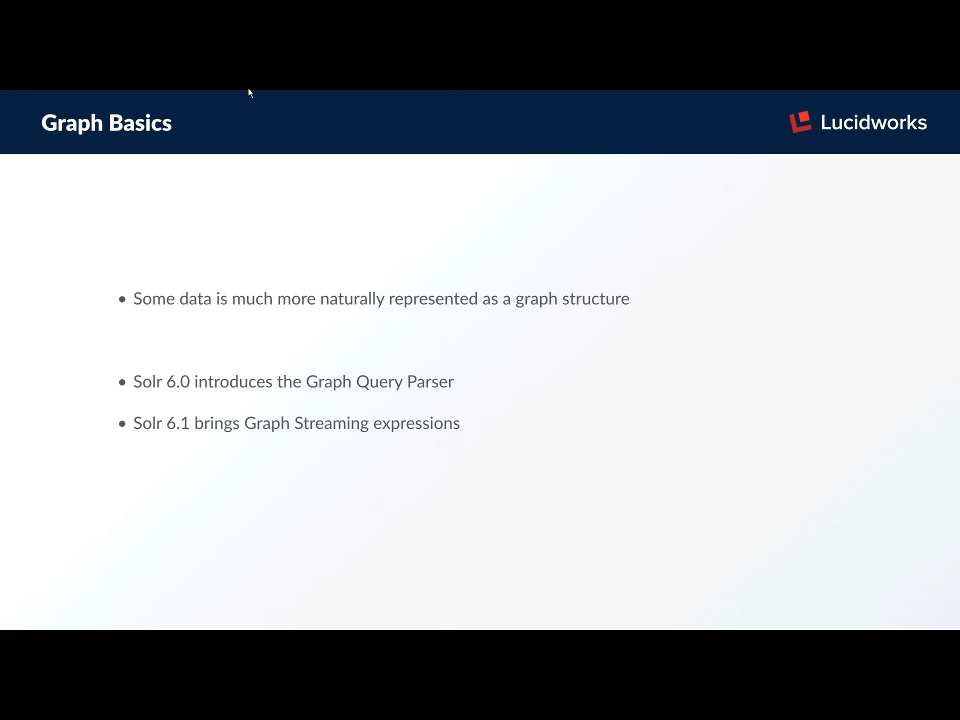 Graph Basics
Lucidworks
• Some data is much more naturally represented as a graph structure
• Solr 6.0 introduces the Graph Query Parser
• Solr 6.1 brings Graph Streaming expressions